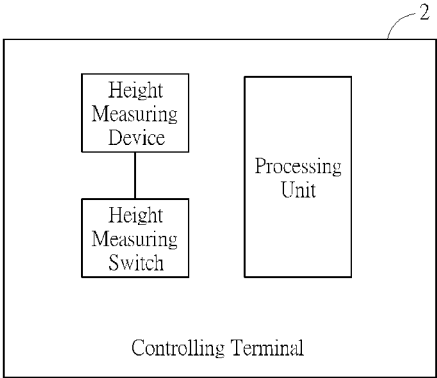 2
Height
Measuring
Device
Processing
Unit
Height
Measuring
Switch
Controlling Terminal